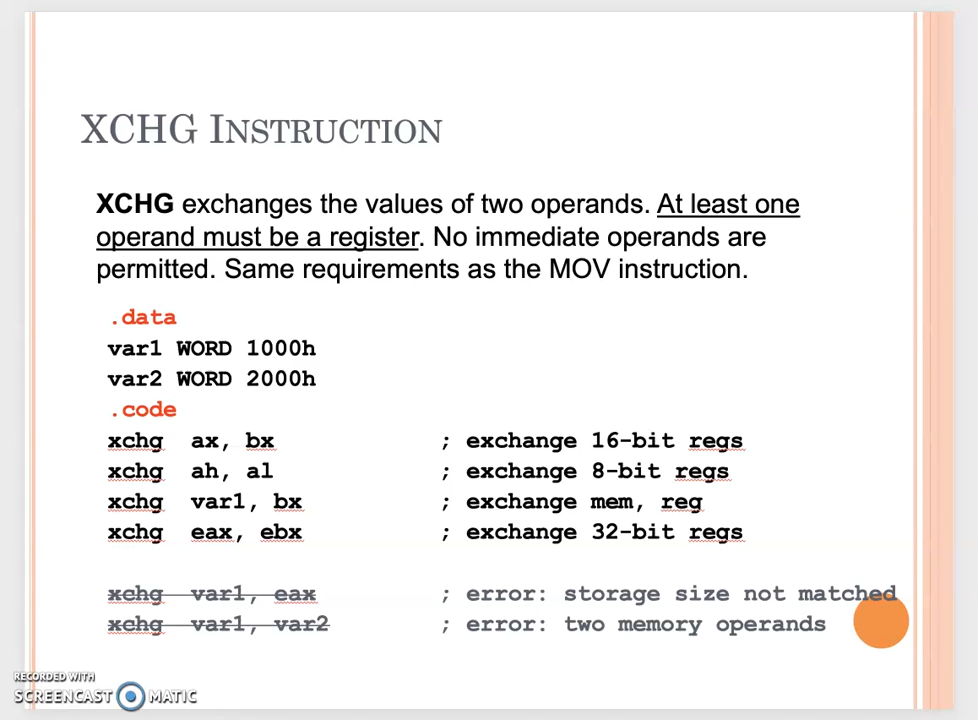 XCHG INSTRUCTION
XCHG exchanges the values of two operands. At least one
operand must be a register. No immediate operands are
permitted. Same requirements as the MOV instruction.
.data
var1 WORD 1000h
var2 WORD 2000h
.code
xchg ax, bx ; exchange 16-bit regs
xchg ah, al ; exchange 8-bit regs
xchg var1, bx ; exchange mem, reg
xchg eax, ebx ; exchange 32-bit regs
xchg var1, eax ; error: storage size not matched
xchg var1, var2 ; error: two memory operands
RECORDED WITH
SCREENCAST MATIC